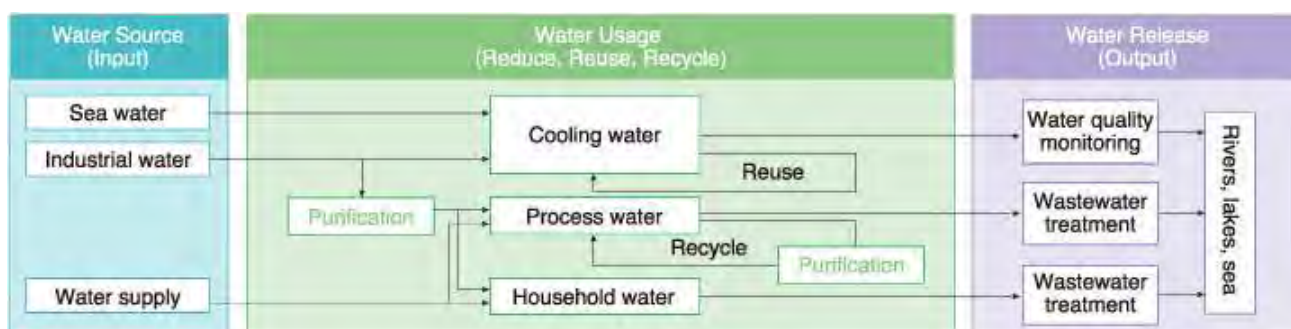 Water Source
(Input)
Water Usage
(Reduce, Reuse, Recycle)
Water Release
(Output)
Sea water
Industrial water
Water supply
Purification
Cooling water
Reuse
Process water
Recycle
Purification
Household water
Water quality
monitoring
Wastewater
treatment
Wastewater
treatment
Rivers, lakes, sea